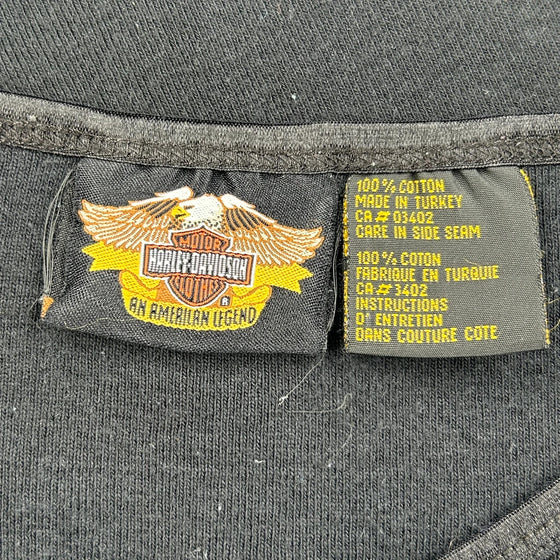 MOTOR
HARLEY-DAVIDSON
CLOTHES
®
AN AMERICAN LEGEND
100% COTTON
MADE IN TURKEY
CA# 03402
CARE IN SIDE SEAM
100% COTON
FABRIQUE EN TURQUIE
CA# 3402
INSTRUCTIONS
D' ENTRETIEN
DANS COUTURE COTE